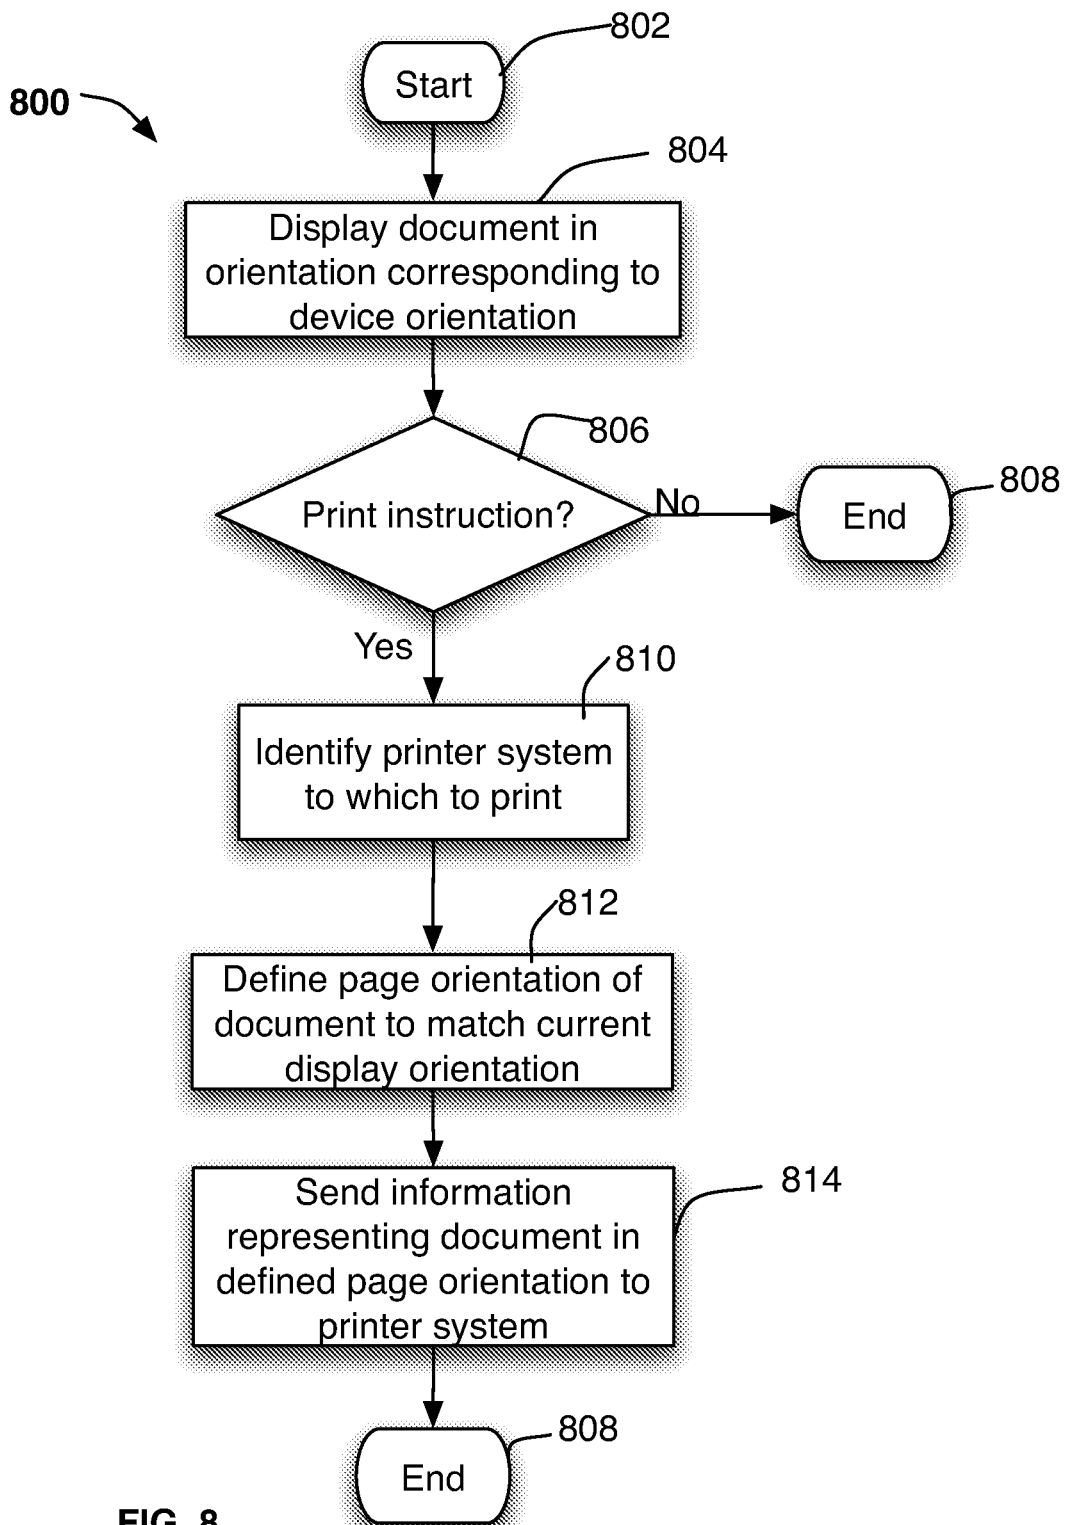 802
Start
800
804
Display document in
orientation corresponding to
device orientation
806
Print instruction?
No
808
End
Yes
810
Identify printer system
to which to print
812
Define page orientation of
document to match current
display orientation
814
Send information
representing document in
defined page orientation to
printer system
808
End
FIG. 8